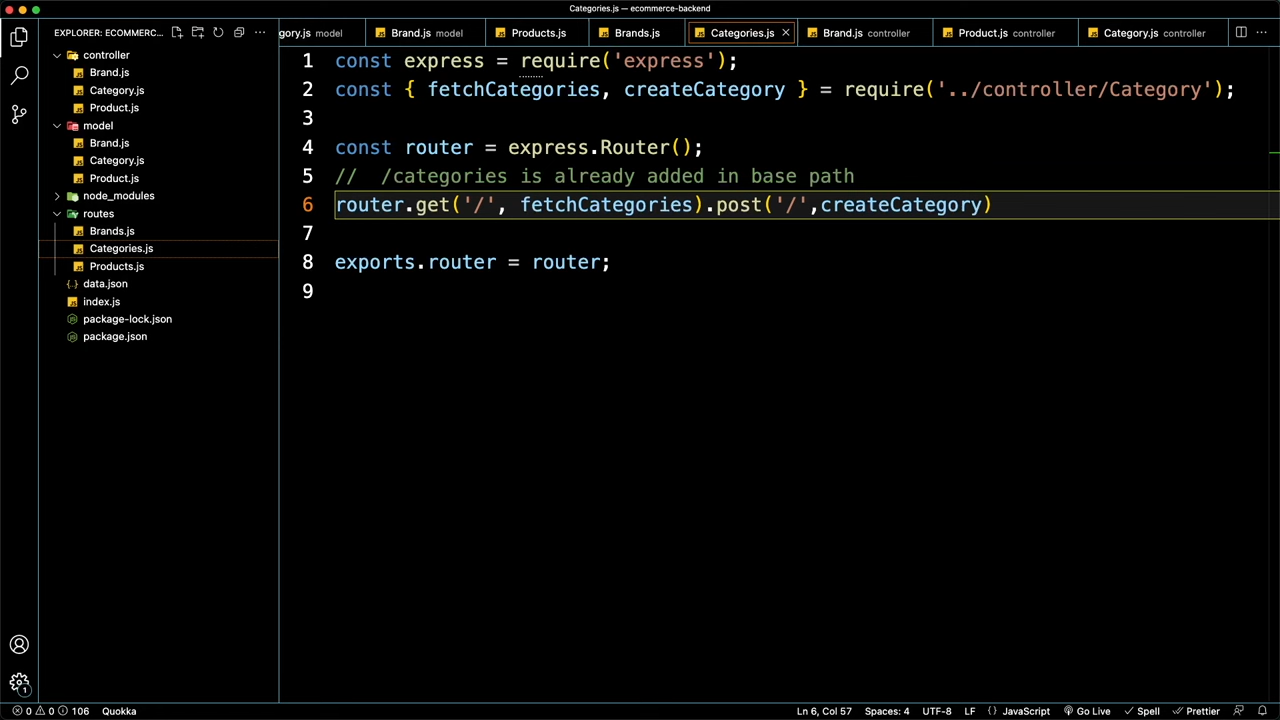 Categories.js — ecommerce-backend
EXPLORER: ECOMMERC...
controller
Brand.js
Category.js
Product.js
model
Brand.js
Category.js
Product.js
node_modules
routes
Brands.js
Categories.js
Products.js
{..} data.json
index.js
package-lock.json
package.json
gory.js model
Brand.js model
Products.js
Brands.js
Categories.js
Brand.js controller
Product.js controller
Category.js controller
1 const express = require('express');
2 const { fetchCategories, createCategory } = require('../controller/Category');
3
4 const router = express.Router();
5 //  /categories is already added in base path
6 router.get('/', fetchCategories).post('/',createCategory)
7
8 exports.router = router;
9
1
0 0 106 Quokka
Ln 6, Col 57 Spaces: 4 UTF-8 LF {} JavaScript Go Live Spell Prettier